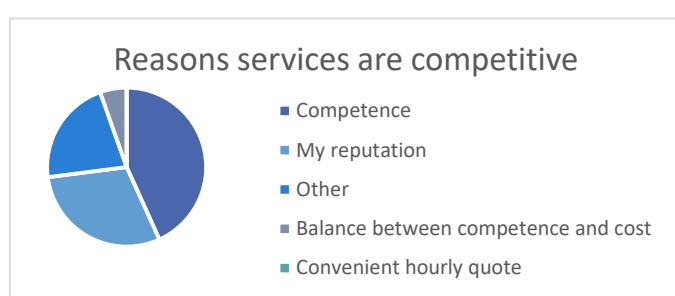 Reasons services are competitive
Competence
My reputation
Other
Balance between competence and cost
Convenient hourly quote